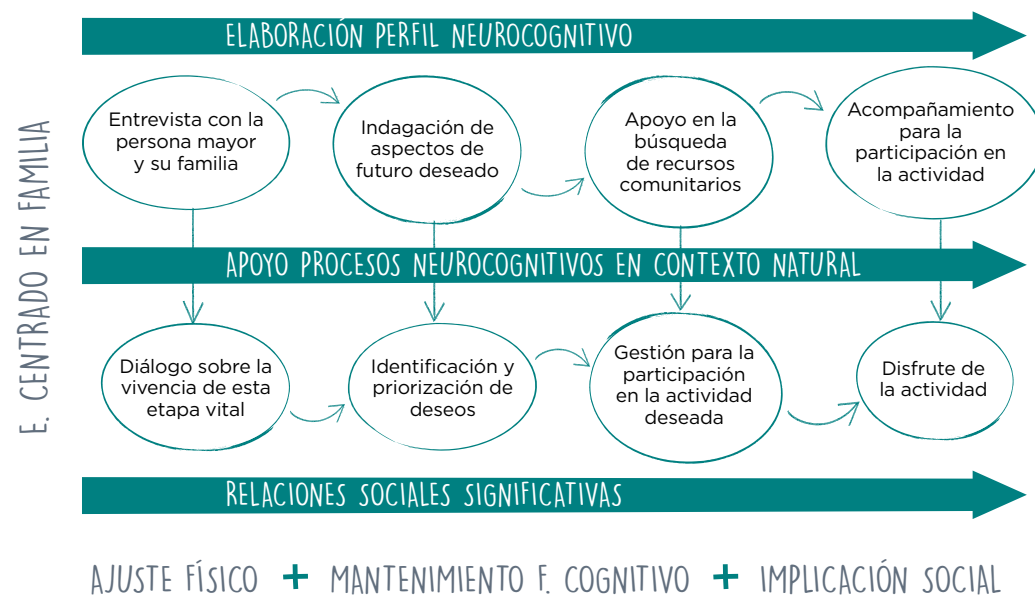 ELABORACIÓN PERFIL NEUROCOGNITIVO
Entrevista con la
persona mayor
y su familia
Indagación de
aspectos de
futuro deseado
Apoyo en la
búsqueda
de recursos
comunitarios
Acompañamiento
para la
participación en
la actividad
E. CENTRADO EN FAMILIA
APOYO PROCESOS NEUROCOGNITIVOS EN CONTEXTO NATURAL
Diálogo sobre la
vivencia de esta
etapa vital
Identificación y
priorización de
deseos
Gestión para la
participación
en la actividad
deseada
Disfrute de
la actividad
RELACIONES SOCIALES SIGNIFICATIVAS
AJUSTE FÍSICO + MANTENIMIENTO F. COGNITIVO + IMPLICACIÓN SOCIAL